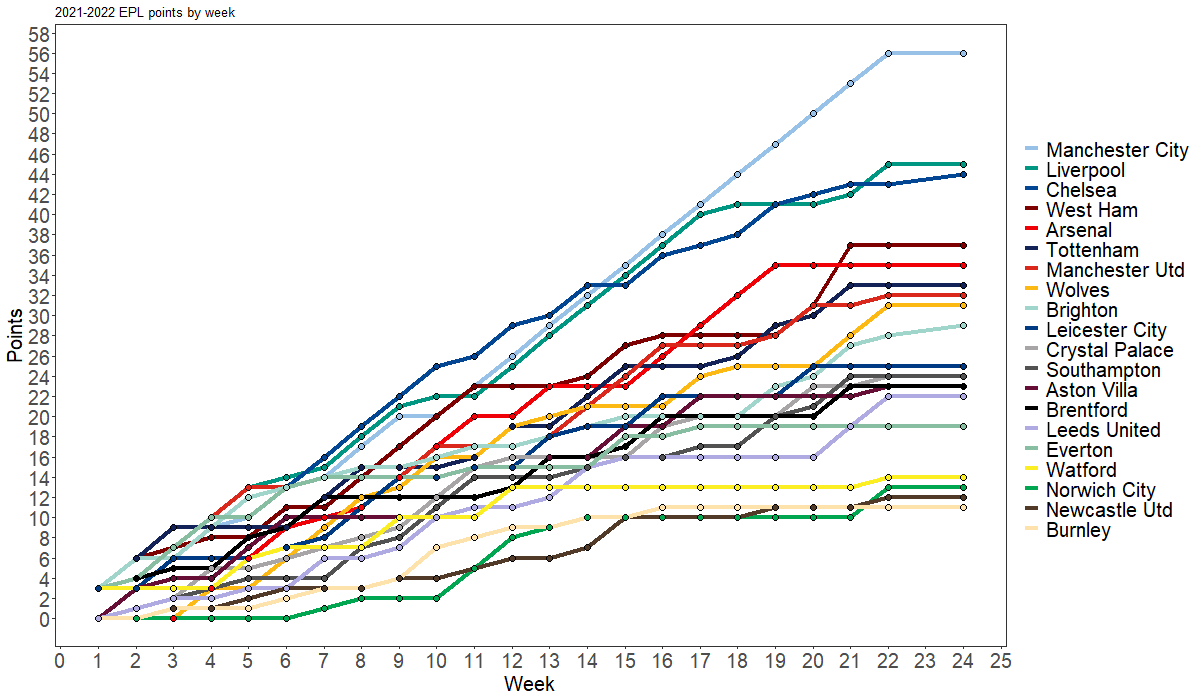 2021-2022 EPL points by week
58
56
54
52
50
48
46
44
42
40
38
36
34
32
30
28
26
24
22
20
18
16
14
12
10
8
6
4
2
0
Points
0 1 2 3 4 5 6 7 8 9 10 11 12 13 14 15 16 17 18 19 20 21 22 23 24 25
Week
Manchester City
Liverpool
Chelsea
West Ham
Arsenal
Tottenham
Manchester Utd
Wolves
Brighton
Leicester City
Crystal Palace
Southampton
Aston Villa
Brentford
Leeds United
Everton
Watford
Norwich City
Newcastle Utd
Burnley